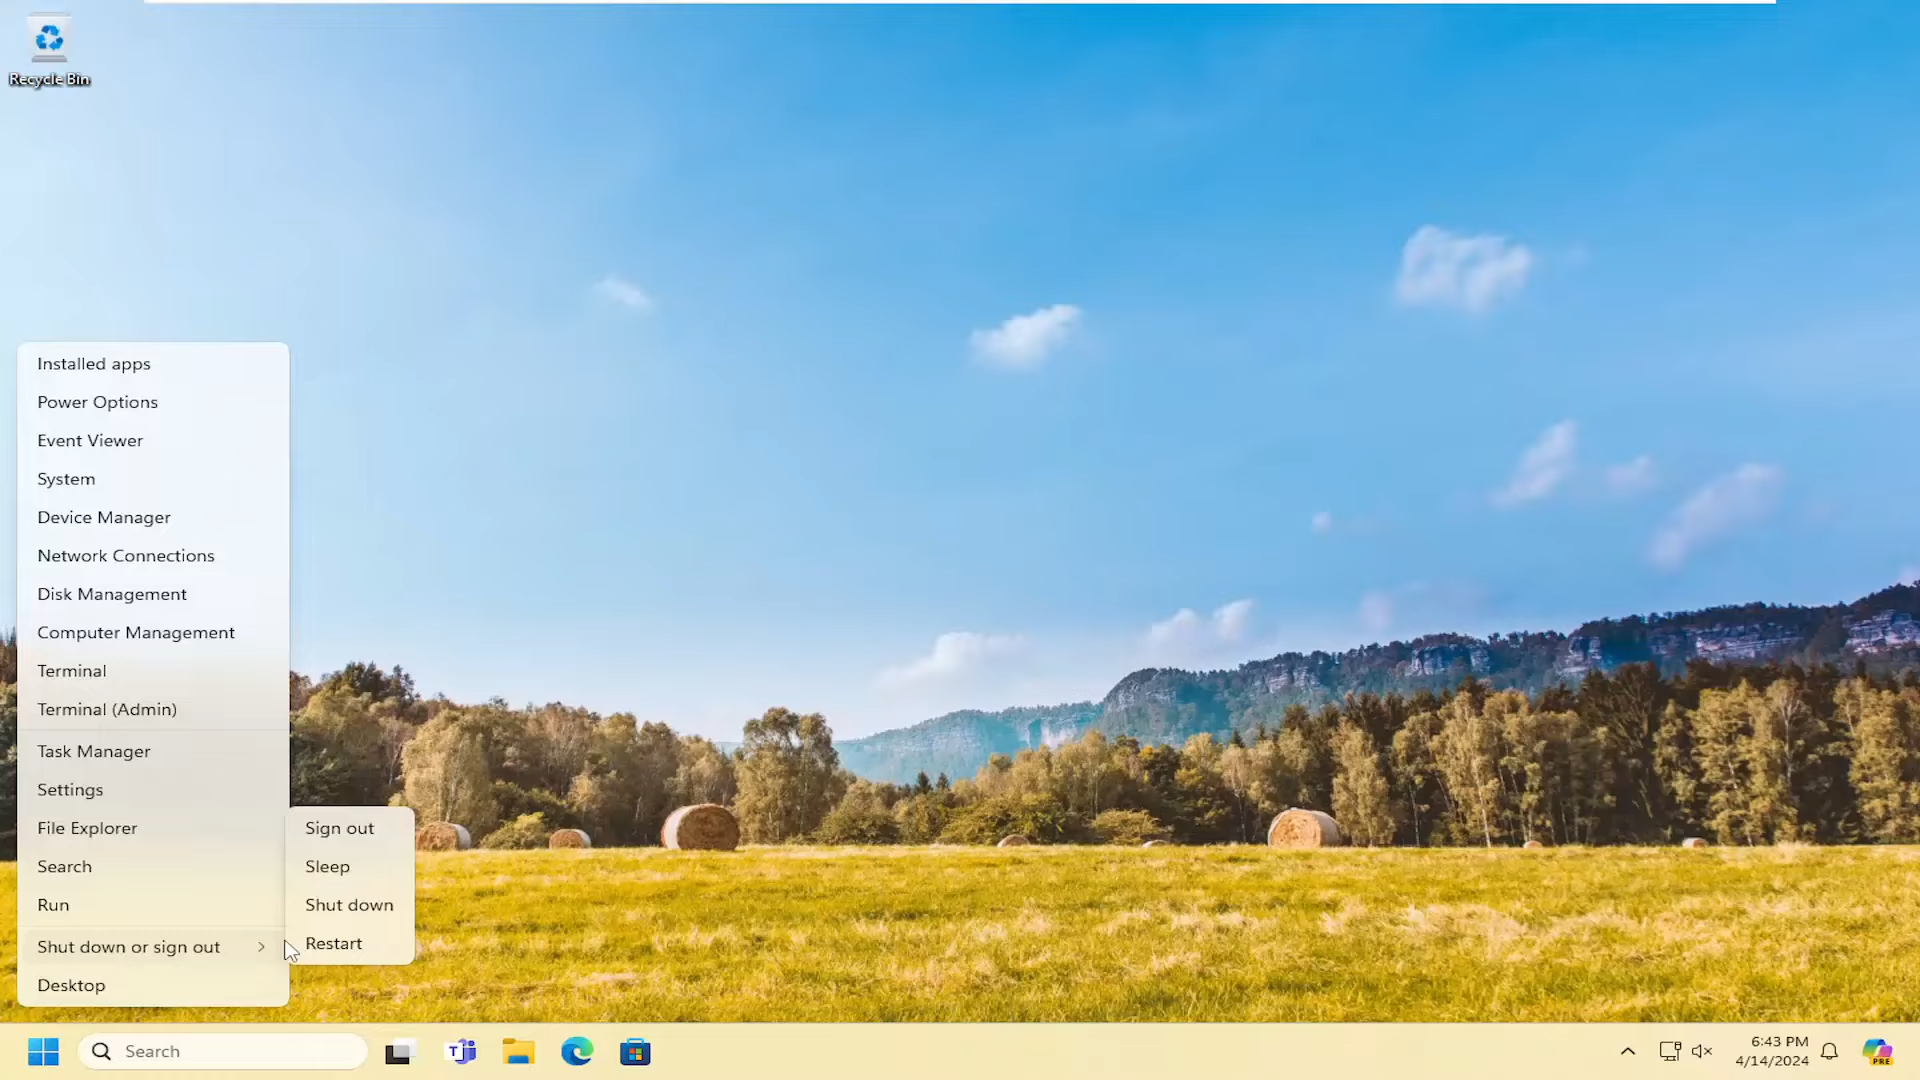 Recycle Bin
Installed apps
Power Options
Event Viewer
System
Device Manager
Network Connections
Disk Management
Computer Management
Terminal
Terminal (Admin)
Task Manager
Settings
File Explorer
Search
Run
Shut down or sign out
Desktop
Sign out
Sleep
Shut down
Restart
Search
T
6:43 PM
4/14/2024
PRE